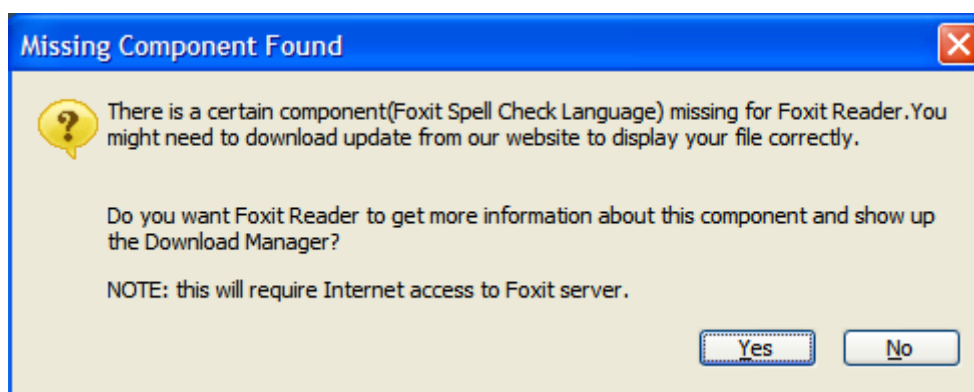 Missing Component Found
There is a certain component(Foxit Spell Check Language) missing for Foxit Reader.You
might need to download update from our website to display your file correctly.
Do you want Foxit Reader to get more information about this component and show up
the Download Manager?
NOTE: this will require Internet access to Foxit server.
Yes No